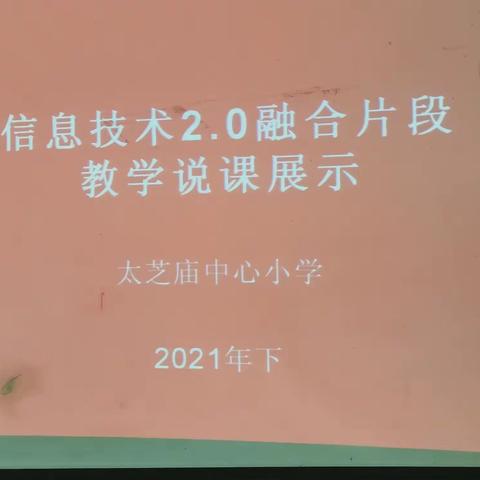 信息技术2.0融合片段
教学说课展示
太芝庙中心小学
2021年下